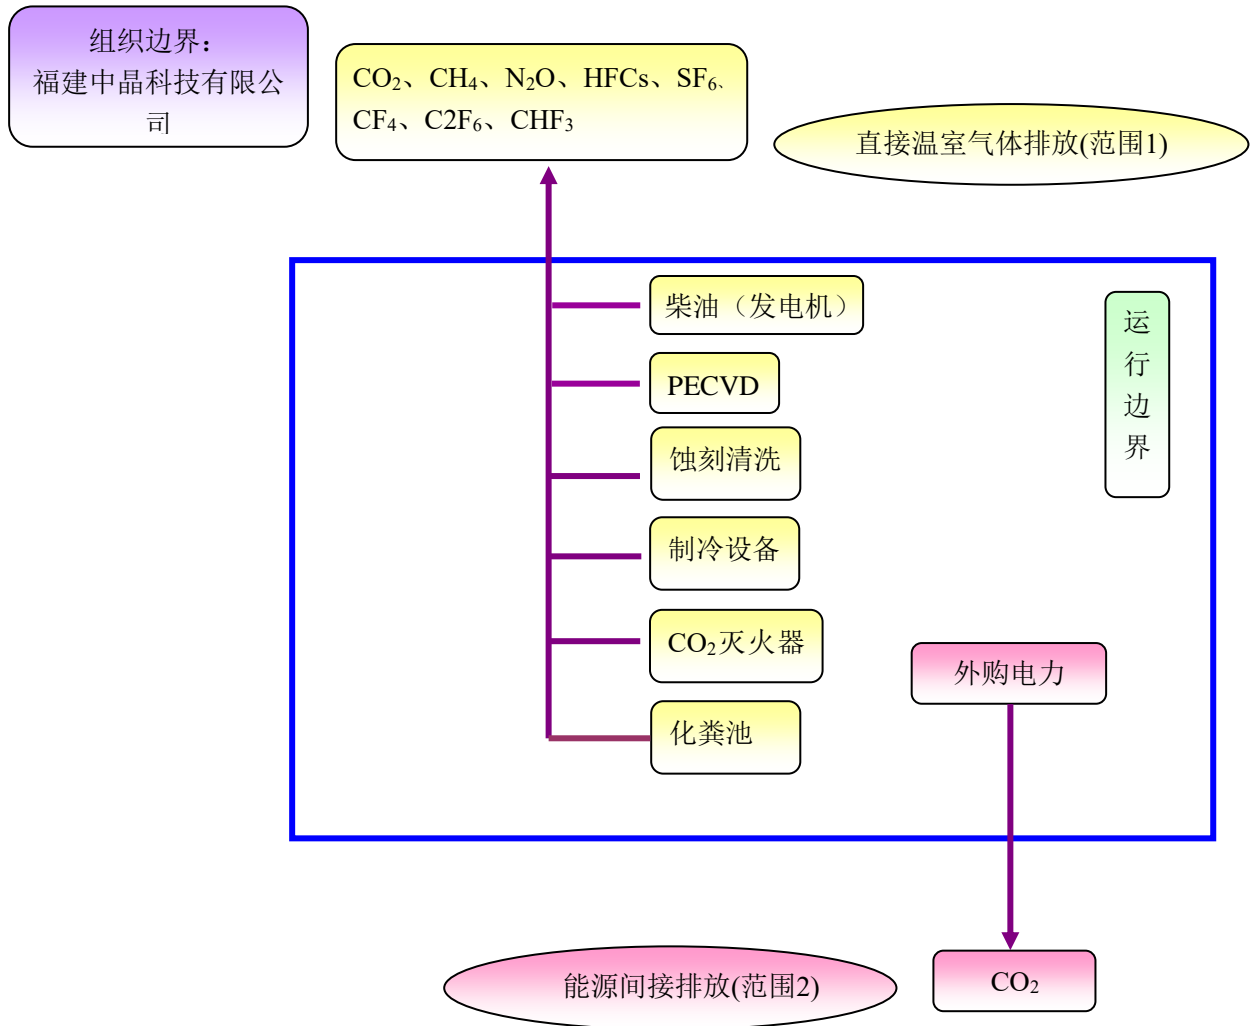 组织边界：
福建中晶科技有限公
司
CO₂、CH₄、N₂O、HFCs、SF₆、
CF₄、C2F₆、CHF₃
直接温室气体排放(范围1)
柴油（发电机）
PECVD
蚀刻清洗
制冷设备
CO₂灭火器
化粪池
运
行
边
界
外购电力
能源间接排放(范围2)
CO₂